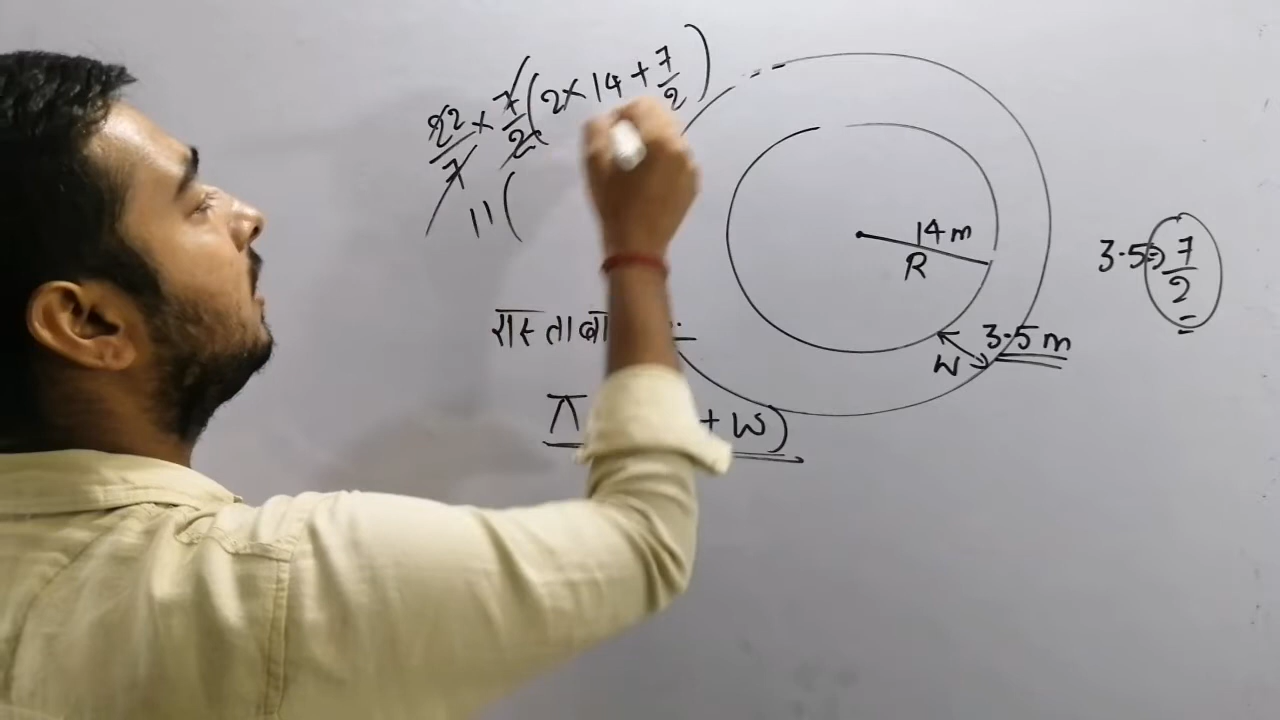 22/7 × 7/2 (2×14 + 7/2)
11(
14 m
R
3.5 ⇒ 7/2
3.5 m
W
π + W)